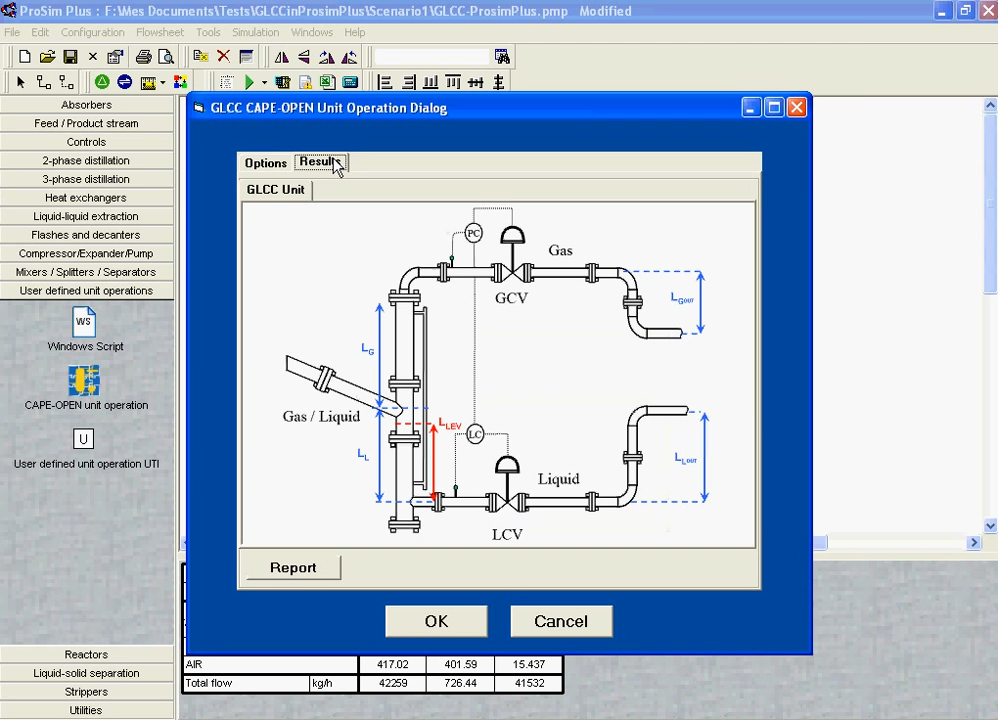 ProSim Plus : F:\Mes Documents\Tests\GLCCinProsimPlus\Scenario1\GLCC-ProsimPlus.pmp Modified
File Edit Configuration Flowsheet Tools Simulation Windows Help
Absorbers
Feed / Product stream
Controls
2-phase distillation
3-phase distillation
Heat exchangers
Liquid-liquid extraction
Flashes and decanters
Compressor/Expander/Pump
Mixers / Splitters / Separators
User defined unit operations
WS
Windows Script
CAPE-OPEN unit operation
U
User defined unit operation UTI
Reactors
Liquid-solid separation
Strippers
Utilities
GLCC CAPE-OPEN Unit Operation Dialog
Options Results
GLCC Unit
PC
Gas
GCV
LGOUT
LG
Gas / Liquid
LLEV
LC
LL
LLOUT
Liquid
LCV
Report
OK Cancel
AIR 417.02 401.59 15.437
Total flow kg/h 42259 726.44 41532